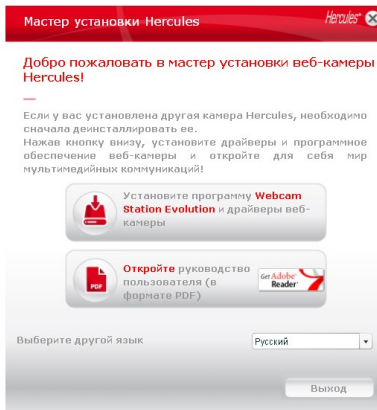 Мастер установки Hercules
Hercules
Добро пожаловать в мастер установки веб-камеры
Hercules!
Если у вас установлена другая камера Hercules, необходимо
сначала деинсталлировать ее.
Нажав кнопку внизу, установите драйверы и программное
обеспечение веб-камеры и откройте для себя мир
мультимедийных коммуникаций!
Установите программу Webcam
Station Evolution и драйверы веб-
камеры
PDF
Откройте руководство
пользователя (в
формате PDF)
Get Adobe
Reader
Выберите другой язык
Русский
Выход